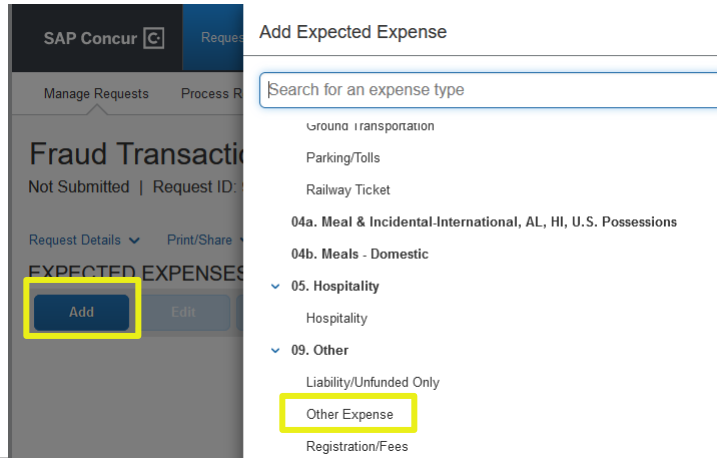 SAP Concur C
Reques
Manage Requests Process R
Fraud Transactio
Not Submitted | Request ID:
Request Details Print/Share
EXPECTED EXPENSES
Add Edit
Add Expected Expense
Search for an expense type
Ground Transportation
Parking/Tolls
Railway Ticket
04a. Meal & Incidental-International, AL, HI, U.S. Possessions
04b. Meals - Domestic
05. Hospitality
Hospitality
09. Other
Liability/Unfunded Only
Other Expense
Registration/Fees